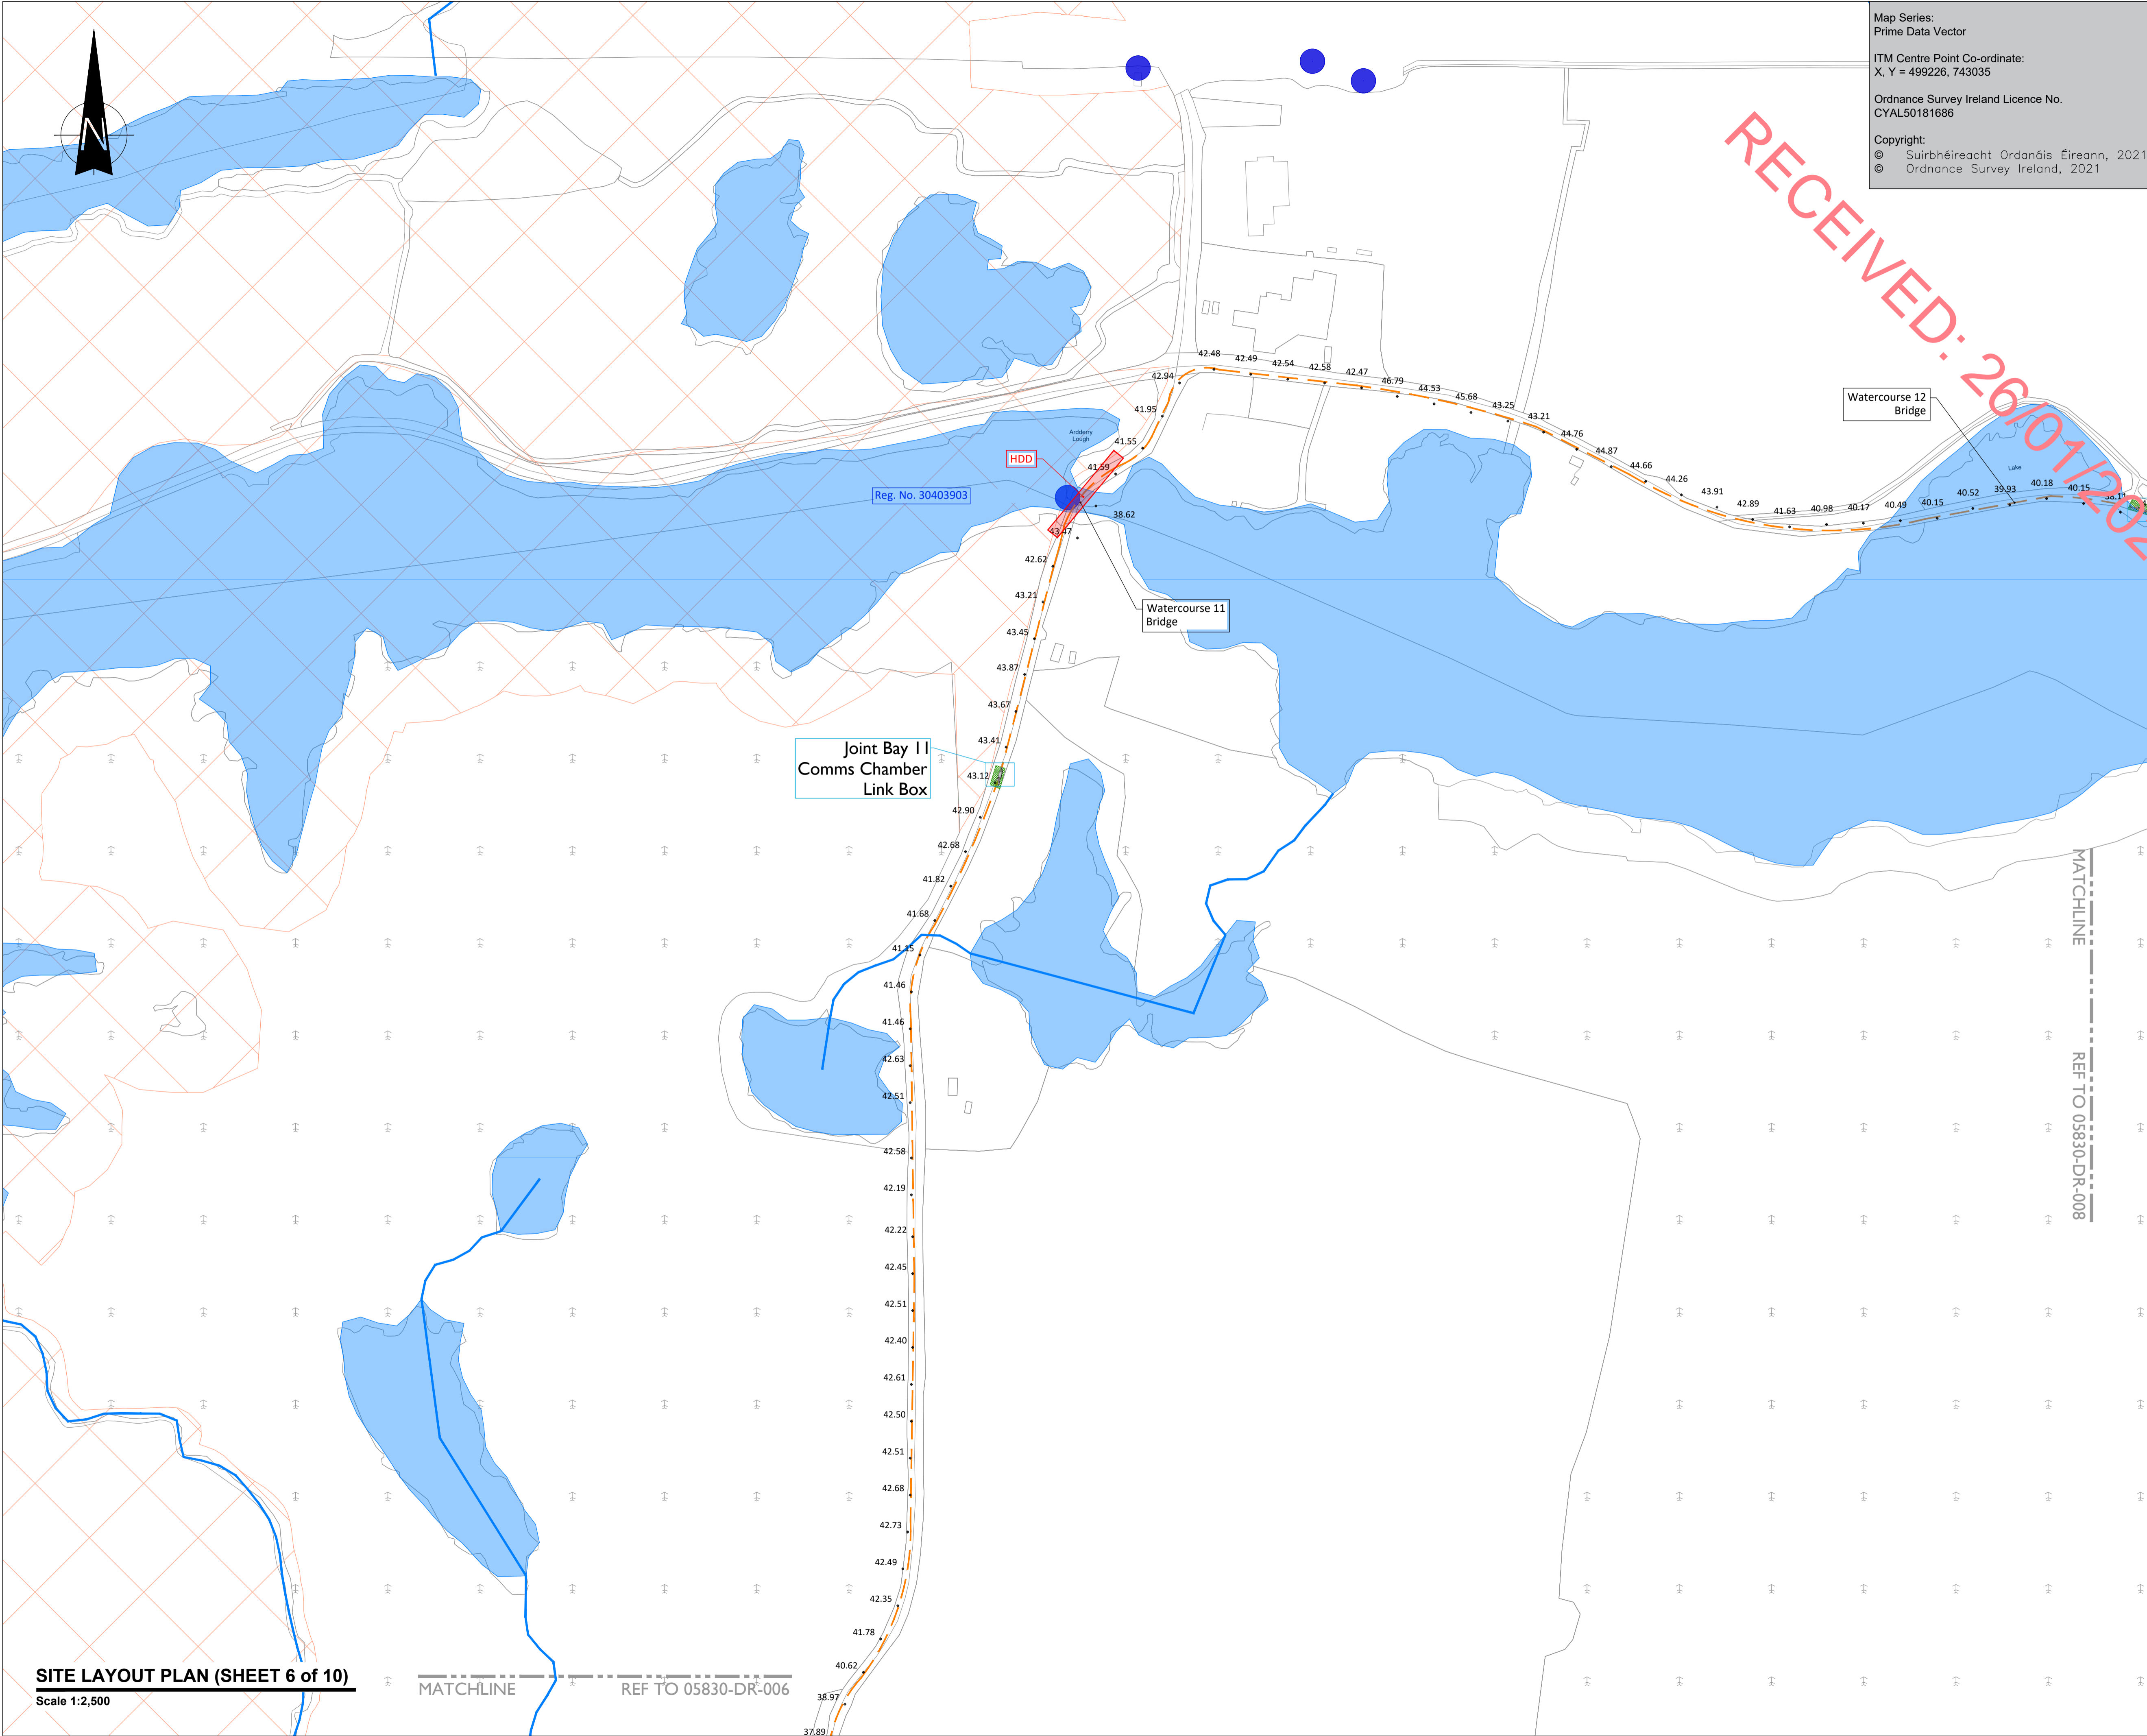 Map Series:
Prime Data Vector
ITM Centre Point Co-ordinate:
X, Y = 499226, 743035
Ordnance Survey Ireland Licence No.
CYAL50181686
Copyright:
© Suirbhéireacht Ordanáis Éireann, 2021
© Ordnance Survey Ireland, 2021
N
RECEIVED: 26/01/202
42.48
42.49
42.54
42.58
42.47
46.79
44.53
45.68
43.25
43.21
44.76
44.87
44.66
44.26
43.91
42.89
41.63
40.98
40.17
40.49
40.15
40.52
39.93
40.18
40.15
Watercourse 12
Bridge
Lake
42.94
41.95
41.55
41.59
Ardderry
Lough
HDD
Reg. No. 30403903
38.62
43.47
42.62
43.21
43.45
43.87
43.67
43.41
43.12
Watercourse 11
Bridge
Joint Bay 11
Comms Chamber
Link Box
42.90
42.68
41.82
41.68
41.15
41.46
41.46
42.63
42.51
42.58
42.19
42.22
42.45
42.51
42.40
42.61
42.50
42.51
42.68
42.73
42.49
42.35
41.78
40.62
38.97
37.89
MATCHLINE
REF TO 05830-DR-008
MATCHLINE
REF TO 05830-DR-006
SITE LAYOUT PLAN (SHEET 6 of 10)
Scale 1:2,500